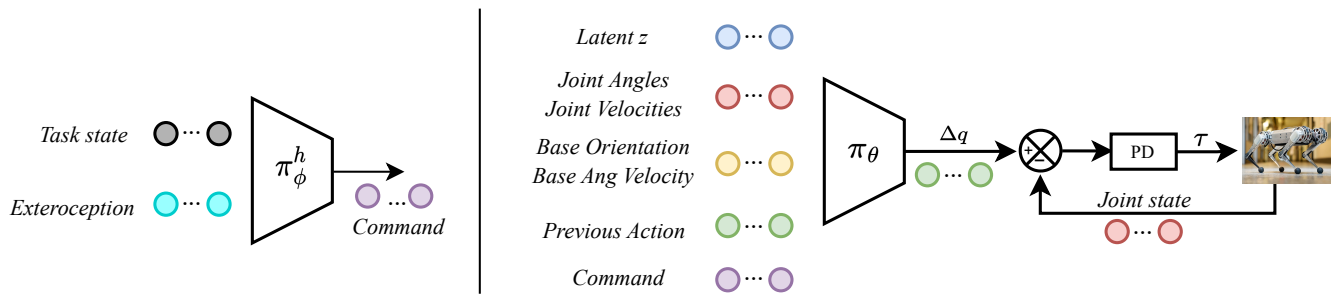 Task state
Exteroception
π_ϕ^h
Command
Latent z
Joint Angles
Joint Velocities
Base Orientation
Base Ang Velocity
Previous Action
Command
π_θ
Δq
+
−
PD
τ
Joint state